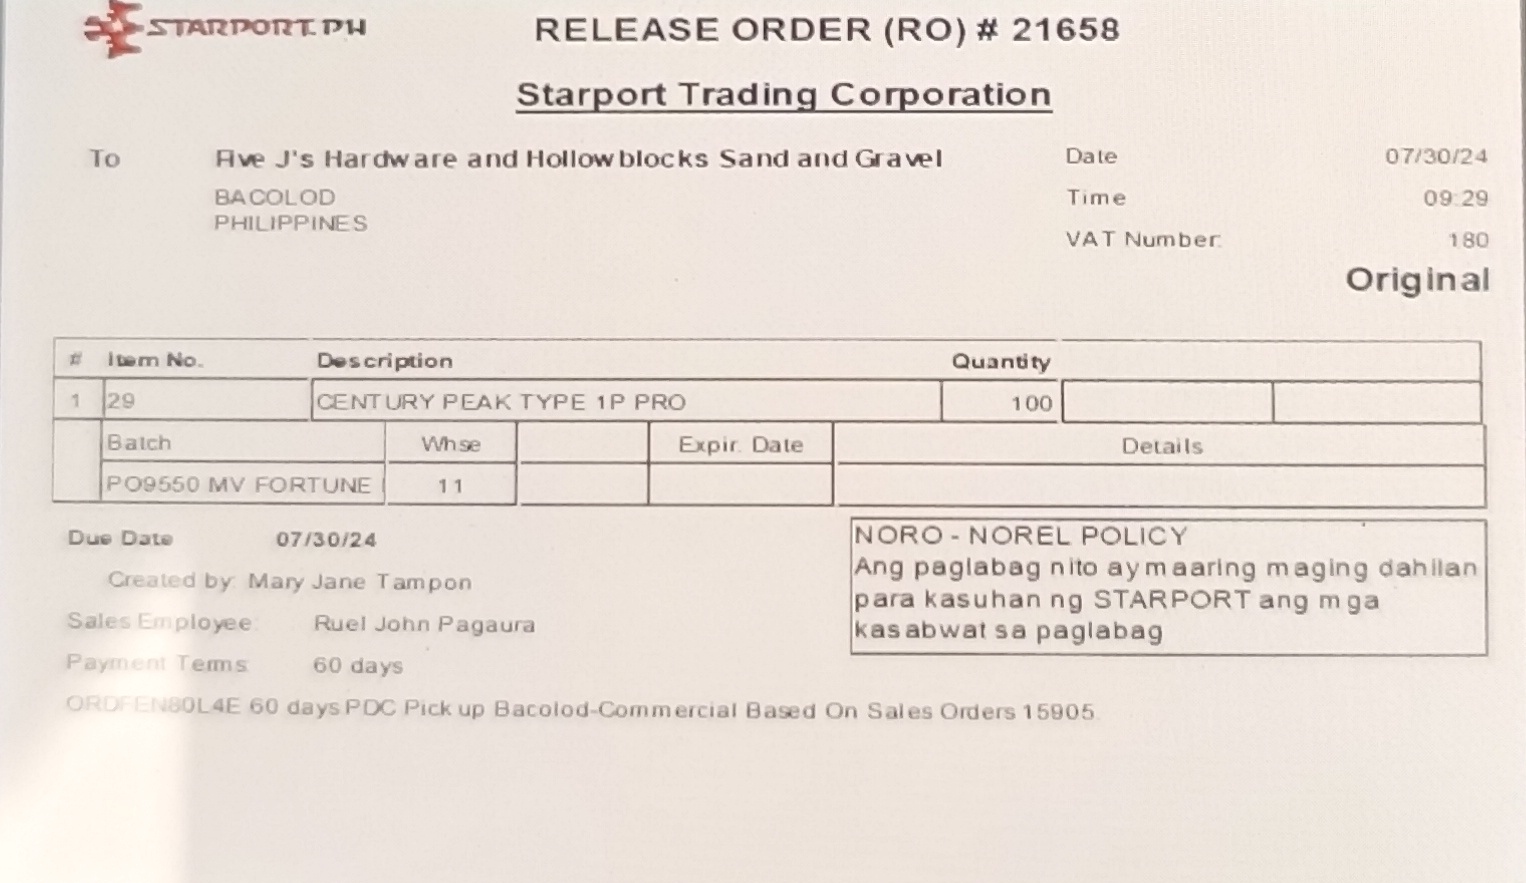 STARPORT.PH
RELEASE ORDER (RO) # 21658
Starport Trading Corporation
To Five J's Hardware and Hollowblocks Sand and Gravel
BACOLOD
PHILIPPINES
Date 07/30/24
Time 09:29
VAT Number: 180
Original
# Item No. Description Quantity
1 29 CENTURY PEAK TYPE 1P PRO 100
Batch Whse Expir. Date Details
PO9550 MV FORTUNE 11
Due Date 07/30/24
Created by: Mary Jane Tampon
Sales Employee: Ruel John Pagaura
Payment Terms 60 days
NORO - NOREL POLICY
Ang paglabag nito ay maaring maging dahilan
para kasuhan ng STARPORT ang mga
kasabwat sa paglabag
ORDFEN80L4E 60 days PDC Pick up Bacolod-Commercial Based On Sales Orders 15905.